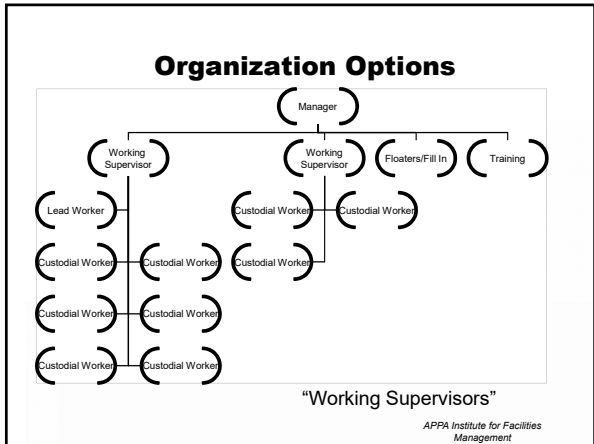 Organization Options
Manager
Working
Supervisor
Working
Supervisor
Floaters/Fill In
Training
Lead Worker
Custodial Worker
Custodial Worker
Custodial Worker
Custodial Worker
Custodial Worker
Custodial Worker
Custodial Worker
Custodial Worker
Custodial Worker
“Working Supervisors”
APPA Institute for Facilities
Management